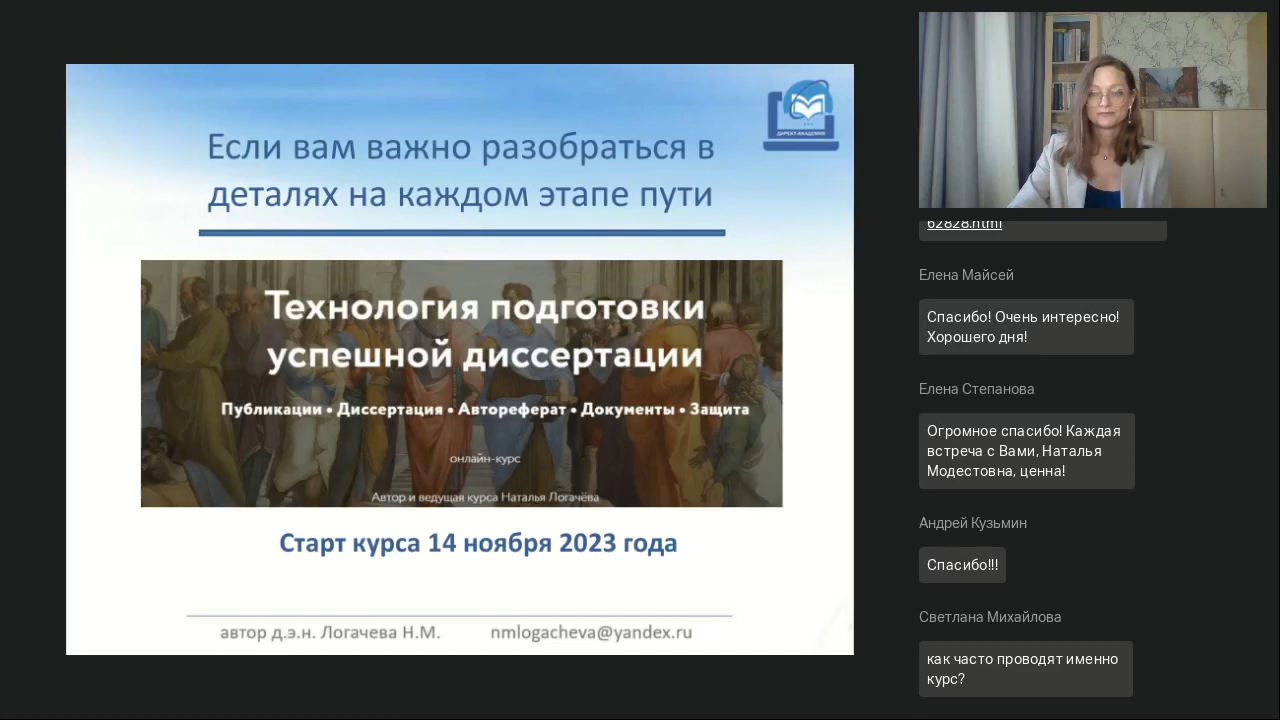 Если вам важно разобраться в
деталях на каждом этапе пути
ДИРЕКТ-АКАДЕМИЯ
Технология подготовки
успешной диссертации
Публикации • Диссертация • Автореферат • Документы • Защита
онлайн-курс
Автор и ведущая курса Наталья Логачёва
Старт курса 14 ноября 2023 года
автор д.э.н. Логачева Н.М.
nmlogacheva@yandex.ru
62828.html
Елена Майсей
Спасибо! Очень интересно!
Хорошего дня!
Елена Степанова
Огромное спасибо! Каждая
встреча с Вами, Наталья
Модестовна, ценна!
Андрей Кузьмин
Спасибо!!!
Светлана Михайлова
как часто проводят именно
курс?